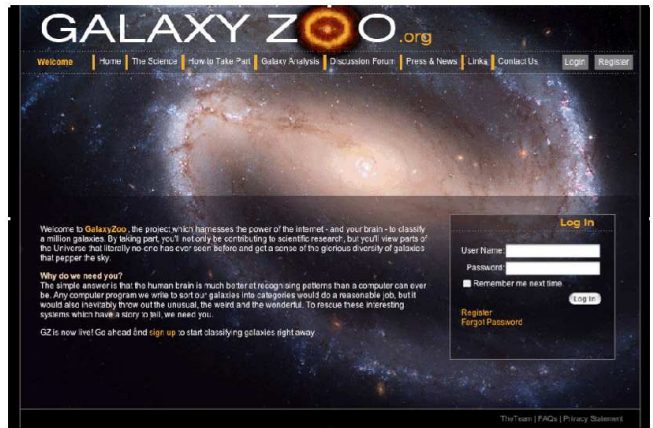 GALAXY ZOO.org
Welcome Home The Science How to Take Part Galaxy Analysis Discussion Forum Press & News Links Contact Us Login Register
Welcome to GalaxyZoo, the project which harnesses the power of the internet - and your brain - to classify
a million galaxies. By taking part, you'll not only be contributing to scientific research, but you'll view parts of
the Universe that literally no-one has ever seen before and get a sense of the glorious diversity of galaxies
that pepper the sky.
Why do we need you?
The simple answer is that the human brain is much better at recognising patterns than a computer can ever
be. Any computer program we write to sort our galaxies into categories would do a reasonable job, but it
would also inevitably throw out the unusual, the weird and the wonderful. To rescue these interesting
systems which have a story to tell, we need you.
GZ is now live! Go ahead and sign up to start classifying galaxies right away.
Log In
User Name:
Password:
Remember me next time.
Log In
Register
Forgot Password
TheTeam | FAQs | Privacy Statement